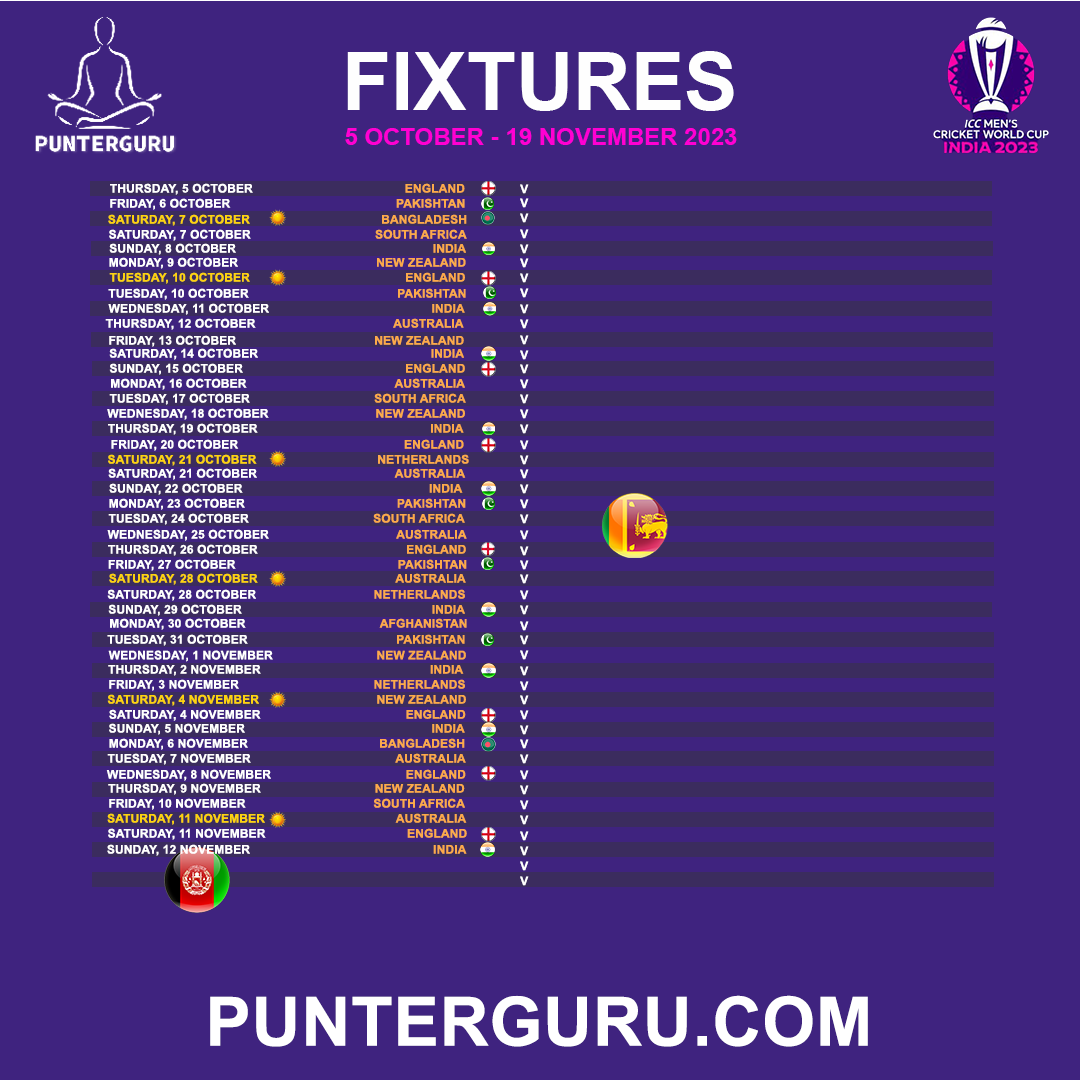 PUNTERGURU
FIXTURES
5 OCTOBER - 19 NOVEMBER 2023
ICC MEN'S
CRICKET WORLD CUP
INDIA 2023
THURSDAY, 5 OCTOBER ENGLAND V
FRIDAY, 6 OCTOBER PAKISHTAN V
SATURDAY, 7 OCTOBER BANGLADESH V
SATURDAY, 7 OCTOBER SOUTH AFRICA V
SUNDAY, 8 OCTOBER INDIA V
MONDAY, 9 OCTOBER NEW ZEALAND V
TUESDAY, 10 OCTOBER ENGLAND V
TUESDAY, 10 OCTOBER PAKISHTAN V
WEDNESDAY, 11 OCTOBER INDIA V
THURSDAY, 12 OCTOBER AUSTRALIA V
FRIDAY, 13 OCTOBER NEW ZEALAND V
SATURDAY, 14 OCTOBER INDIA V
SUNDAY, 15 OCTOBER ENGLAND V
MONDAY, 16 OCTOBER AUSTRALIA V
TUESDAY, 17 OCTOBER SOUTH AFRICA V
WEDNESDAY, 18 OCTOBER NEW ZEALAND V
THURSDAY, 19 OCTOBER INDIA V
FRIDAY, 20 OCTOBER ENGLAND V
SATURDAY, 21 OCTOBER NETHERLANDS V
SATURDAY, 21 OCTOBER AUSTRALIA V
SUNDAY, 22 OCTOBER INDIA V
MONDAY, 23 OCTOBER PAKISHTAN V
TUESDAY, 24 OCTOBER SOUTH AFRICA V
WEDNESDAY, 25 OCTOBER AUSTRALIA V
THURSDAY, 26 OCTOBER ENGLAND V
FRIDAY, 27 OCTOBER PAKISHTAN V
SATURDAY, 28 OCTOBER AUSTRALIA V
SATURDAY, 28 OCTOBER NETHERLANDS V
SUNDAY, 29 OCTOBER INDIA V
MONDAY, 30 OCTOBER AFGHANISTAN V
TUESDAY, 31 OCTOBER PAKISHTAN V
WEDNESDAY, 1 NOVEMBER NEW ZEALAND V
THURSDAY, 2 NOVEMBER INDIA V
FRIDAY, 3 NOVEMBER NETHERLANDS V
SATURDAY, 4 NOVEMBER NEW ZEALAND V
SATURDAY, 4 NOVEMBER ENGLAND V
SUNDAY, 5 NOVEMBER INDIA V
MONDAY, 6 NOVEMBER BANGLADESH V
TUESDAY, 7 NOVEMBER AUSTRALIA V
WEDNESDAY, 8 NOVEMBER ENGLAND V
THURSDAY, 9 NOVEMBER NEW ZEALAND V
FRIDAY, 10 NOVEMBER SOUTH AFRICA V
SATURDAY, 11 NOVEMBER AUSTRALIA V
SATURDAY, 11 NOVEMBER ENGLAND V
SUNDAY, 12 NOVEMBER INDIA V
V
V
PUNTERGURU.COM